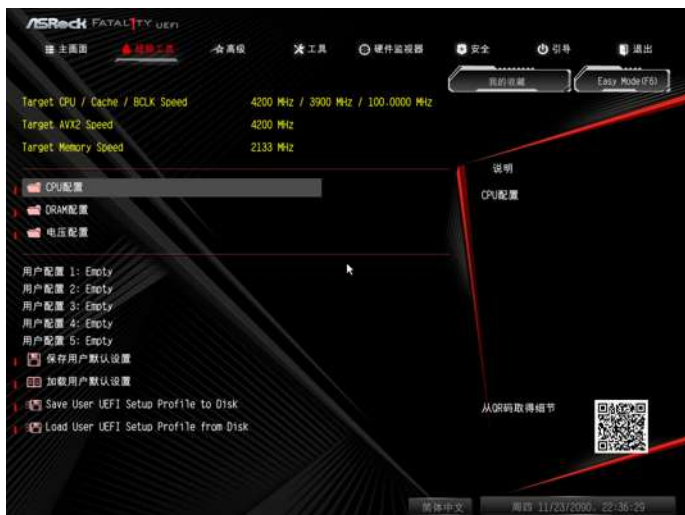 ASRock FATAL1TY UEFI
主画面 超频工具 高级 工具 硬件监视器 安全 引导 退出
我的收藏 Easy Mode(F6)
Target CPU / Cache / BCLK Speed 4200 MHz / 3900 MHz / 100.0000 MHz
Target AVX2 Speed 4200 MHz
Target Memory Speed 2133 MHz
说明
CPU配置
CPU配置
DRAM配置
电压配置
用户配置 1: Empty
用户配置 2: Empty
用户配置 3: Empty
用户配置 4: Empty
用户配置 5: Empty
保存用户默认设置
加载用户默认设置
Save User UEFI Setup Profile to Disk
Load User UEFI Setup Profile from Disk
从QR码取得细节
简体中文 周四 11/23/2090. 22:36:29